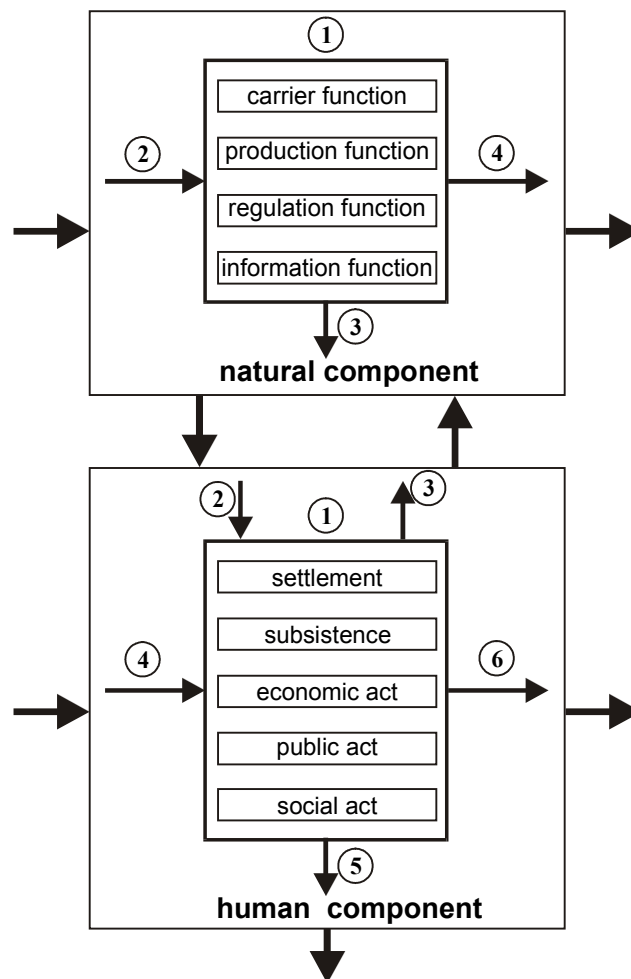 1
carrier function
2
production function
4
regulation function
information function
3
natural component
2
3
1
settlement
subsistence
4
6
economic act
public act
social act
5
human component